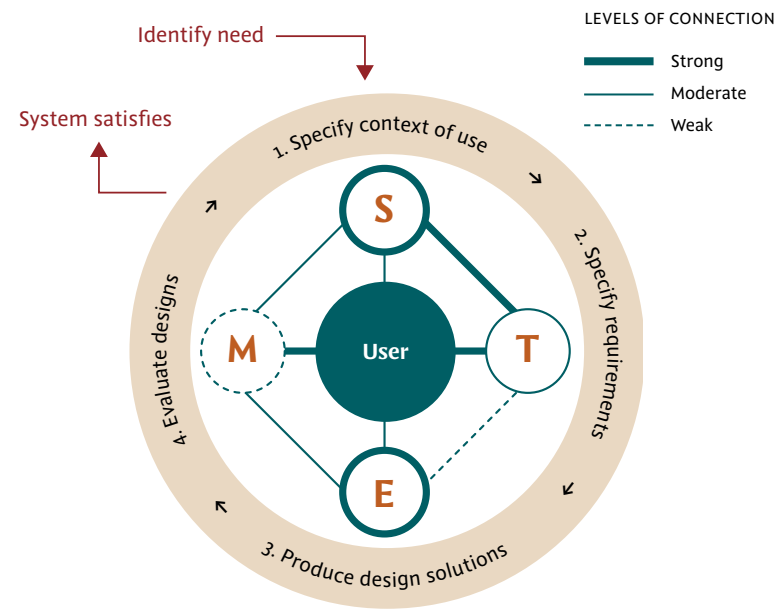 LEVELS OF CONNECTION
Strong
Moderate
Weak
Identify need
System satisfies
1. Specify context of use
2. Specify requirements
3. Produce design solutions
4. Evaluate designs
S
M
User
T
E